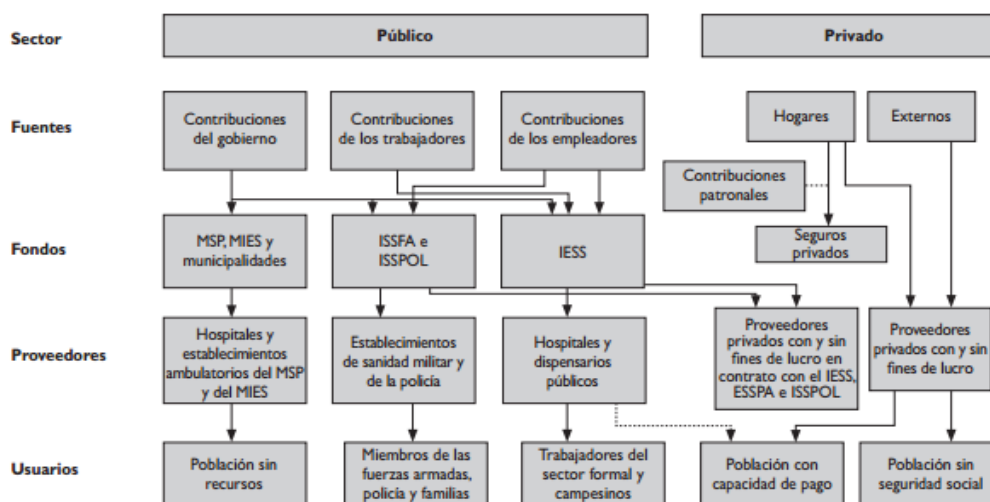 Sector
Público
Privado
Fuentes
Contribuciones
del gobierno
Contribuciones
de los trabajadores
Contribuciones
de los empleadores
Hogares
Externos
Contribuciones
patronales
Fondos
MSP, MIES y
municipalidades
ISSFA e
ISSPOL
IESS
Seguros
privados
Proveedores
Hospitales y
establecimientos
ambulatorios del MSP
y del MIES
Establecimientos
de sanidad militar y
de la policía
Hospitales y
dispensarios
públicos
Proveedores
privados con y sin
fines de lucro en
contrato con el IESS,
ESSPA e ISSPOL
Proveedores
privados con y sin
fines de lucro
Usuarios
Población sin
recursos
Miembros de las
fuerzas armadas,
policía y familias
Trabajadores del
sector formal y
campesinos
Población con
capacidad de pago
Población sin
seguridad social